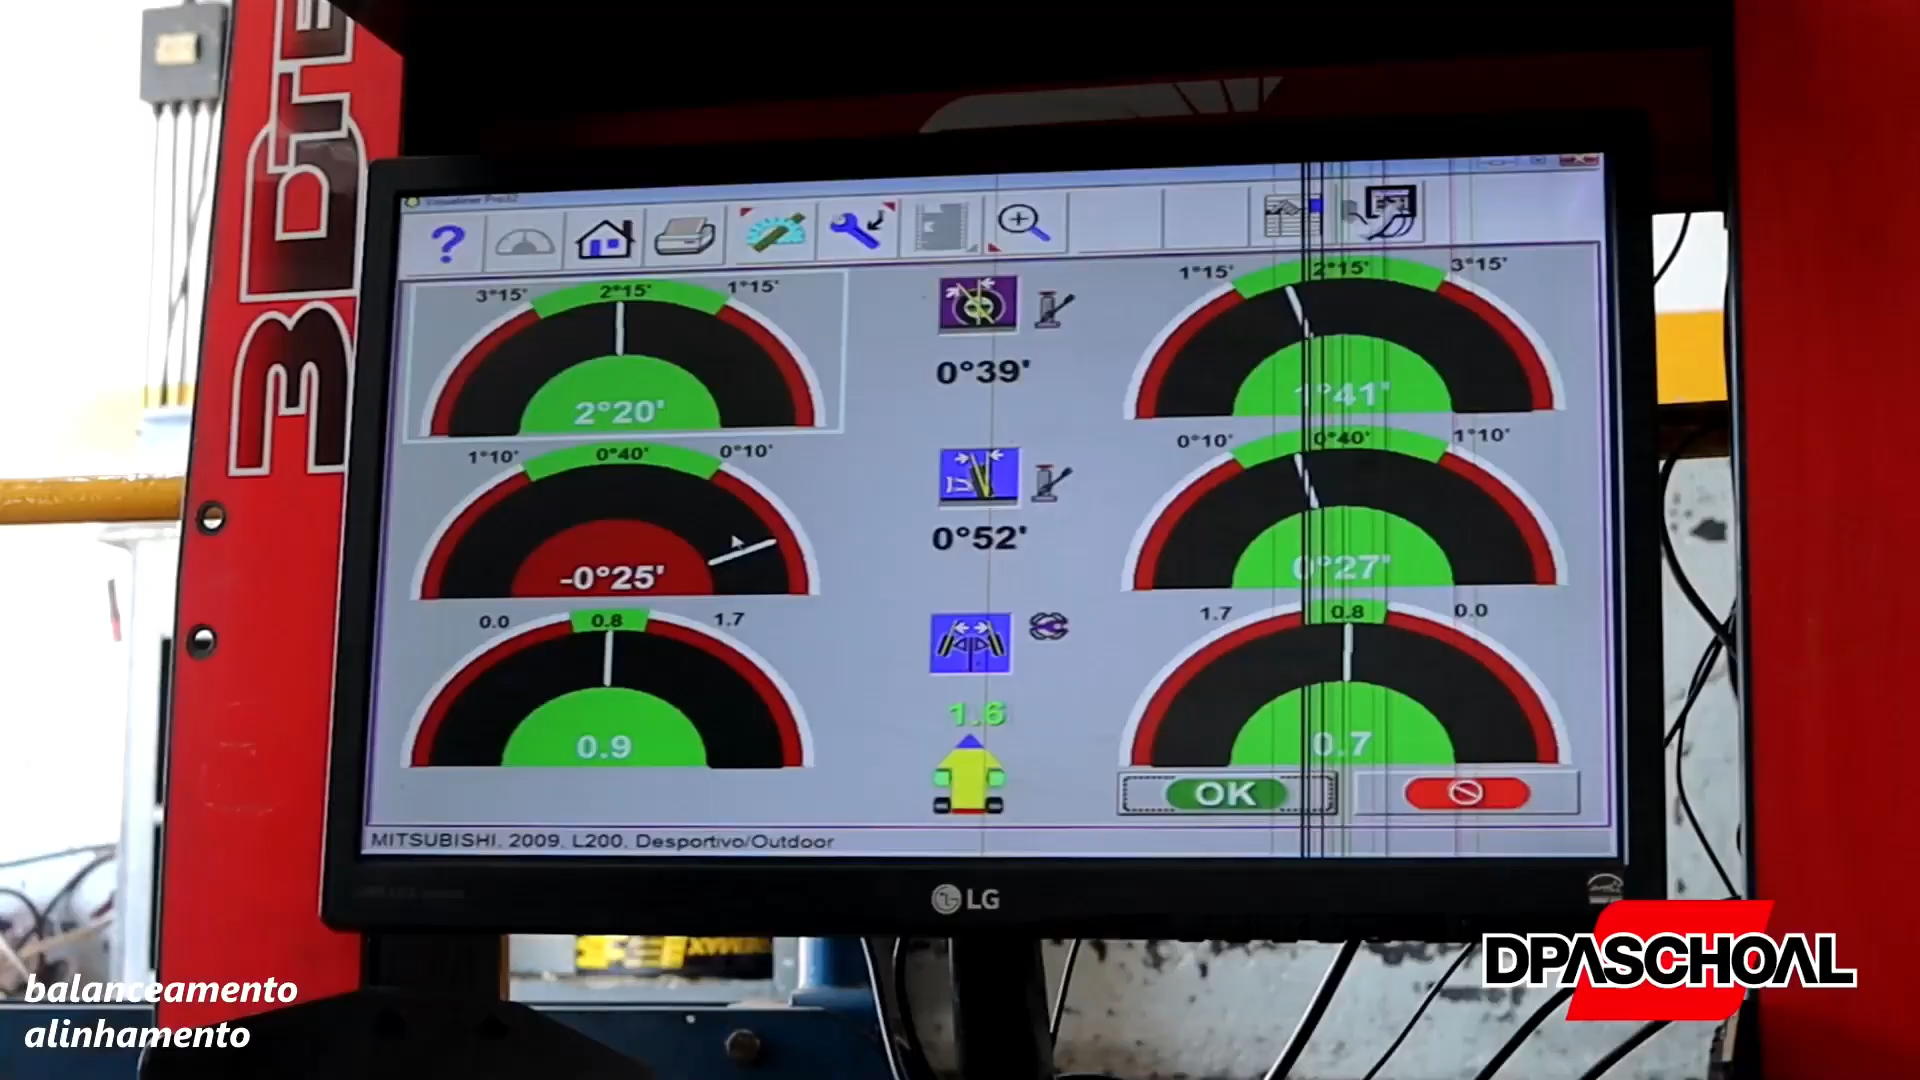 3D
Visualiner Pro32
?
3°15' 2°15' 1°15'
2°20'
0°39'
1°15' 2°15' 3°15'
1°41'
1°10' 0°40' 0°10'
-0°25'
0°52'
0°10' 0°40' 1°10'
0°27'
0.0 0.8 1.7
0.9
1.6
1.7 0.8 0.0
0.7
OK
MITSUBISHI, 2009, L200, Desportivo/Outdoor
LG
DPASCHOAL
balanceamento
alinhamento